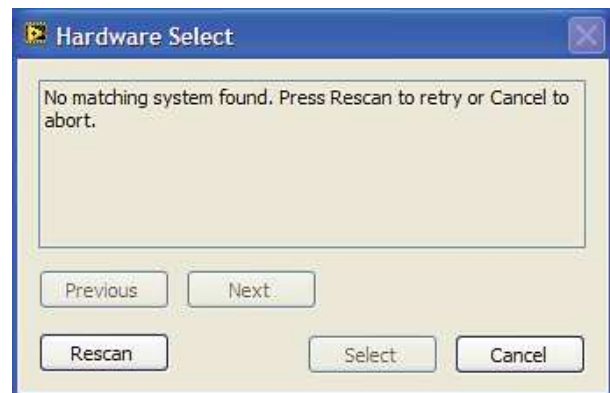 Hardware Select
No matching system found. Press Rescan to retry or Cancel to
abort.
Previous Next
Rescan Select Cancel